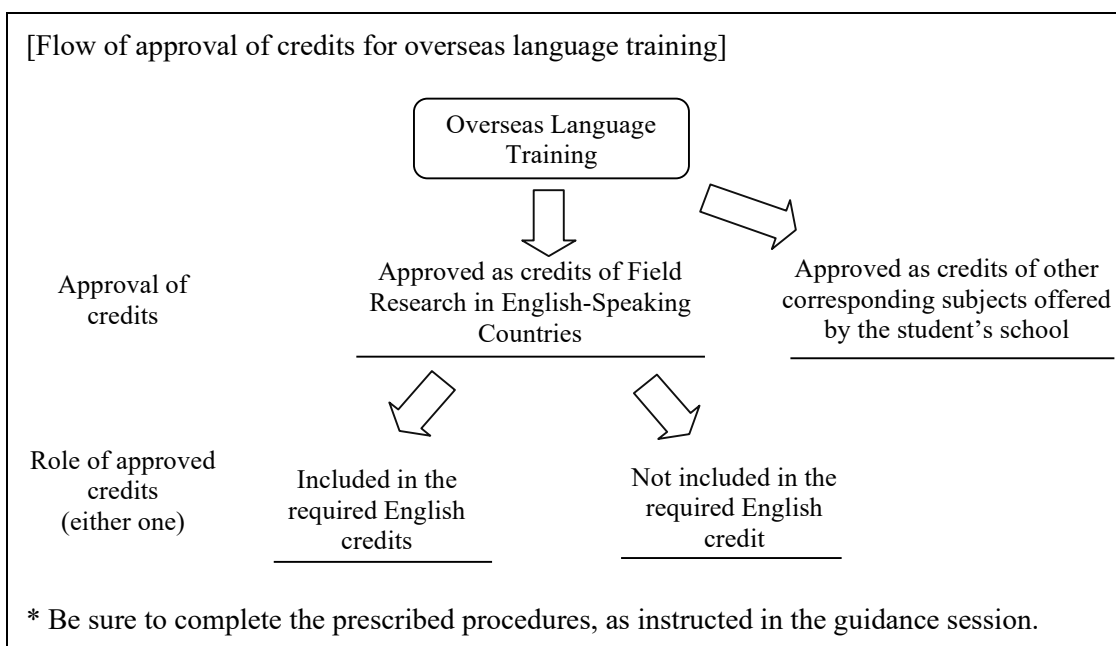 [Flow of approval of credits for overseas language training]
Overseas Language
Training
Approval of
credits
Approved as credits of Field
Research in English-Speaking
Countries
Approved as credits of other
corresponding subjects offered
by the student’s school
Role of approved
credits
(either one)
Included in the
required English
credits
Not included in the
required English
credit
* Be sure to complete the prescribed procedures, as instructed in the guidance session.